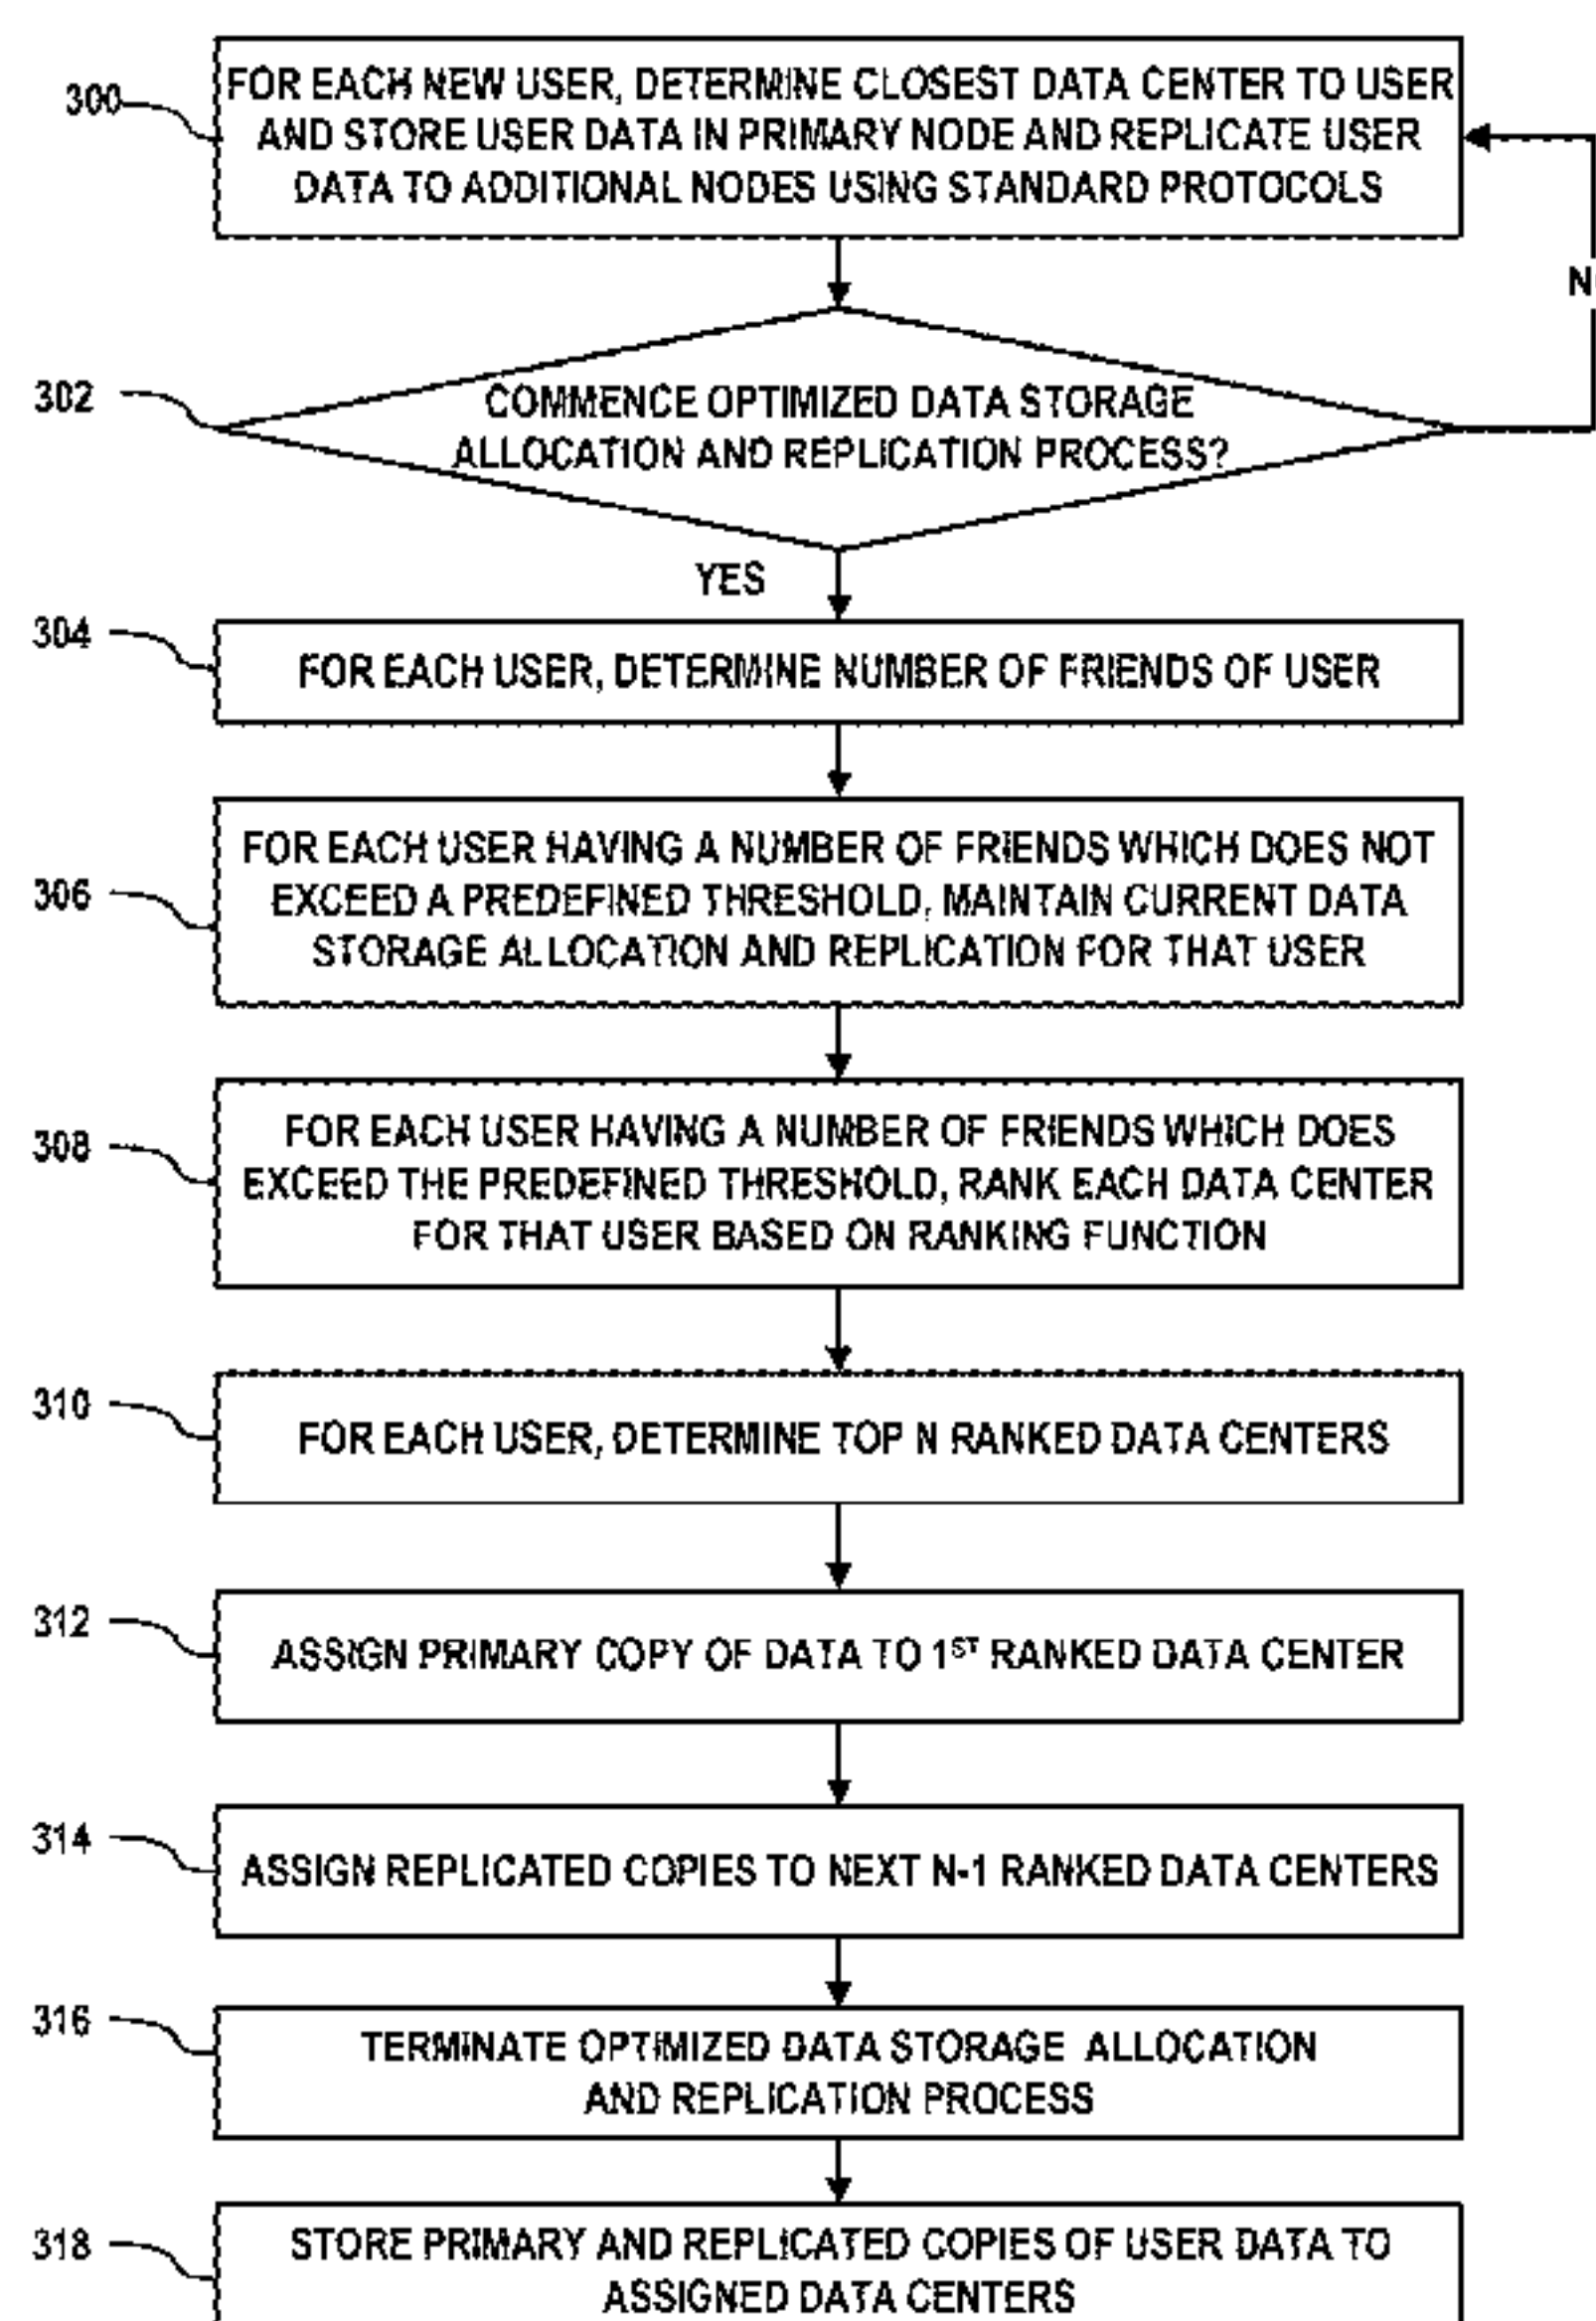 300
FOR EACH NEW USER, DETERMINE CLOSEST DATA CENTER TO USER
AND STORE USER DATA IN PRIMARY NODE AND REPLICATE USER
DATA TO ADDITIONAL NODES USING STANDARD PROTOCOLS
N
302
COMMENCE OPTIMIZED DATA STORAGE
ALLOCATION AND REPLICATION PROCESS?
YES
304
FOR EACH USER, DETERMINE NUMBER OF FRIENDS OF USER
306
FOR EACH USER HAVING A NUMBER OF FRIENDS WHICH DOES NOT
EXCEED A PREDEFINED THRESHOLD, MAINTAIN CURRENT DATA
STORAGE ALLOCATION AND REPLICATION FOR THAT USER
308
FOR EACH USER HAVING A NUMBER OF FRIENDS WHICH DOES
EXCEED THE PREDEFINED THRESHOLD, RANK EACH DATA CENTER
FOR THAT USER BASED ON RANKING FUNCTION
310
FOR EACH USER, DETERMINE TOP N RANKED DATA CENTERS
312
ASSIGN PRIMARY COPY OF DATA TO 1ST RANKED DATA CENTER
314
ASSIGN REPLICATED COPIES TO NEXT N-1 RANKED DATA CENTERS
316
TERMINATE OPTIMIZED DATA STORAGE ALLOCATION
AND REPLICATION PROCESS
318
STORE PRIMARY AND REPLICATED COPIES OF USER DATA TO
ASSIGNED DATA CENTERS